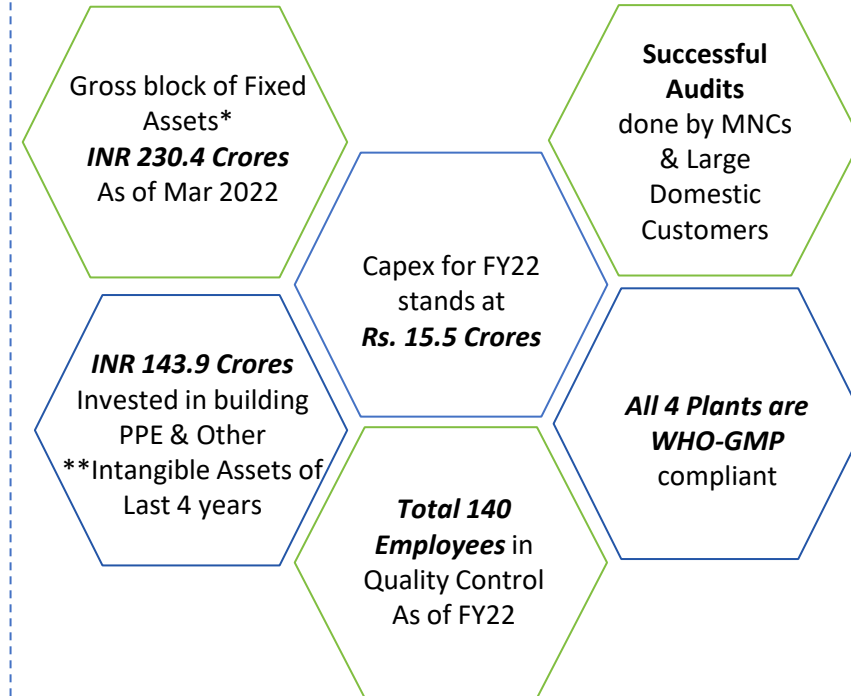 Gross block of Fixed
Assets*
INR 230.4 Crores
As of Mar 2022
Successful
Audits
done by MNCs
& Large
Domestic
Customers
Capex for FY22
stands at
Rs. 15.5 Crores
INR 143.9 Crores
Invested in building
PPE & Other
**Intangible Assets of
Last 4 years
All 4 Plants are
WHO-GMP
compliant
Total 140
Employees in
Quality Control
As of FY22